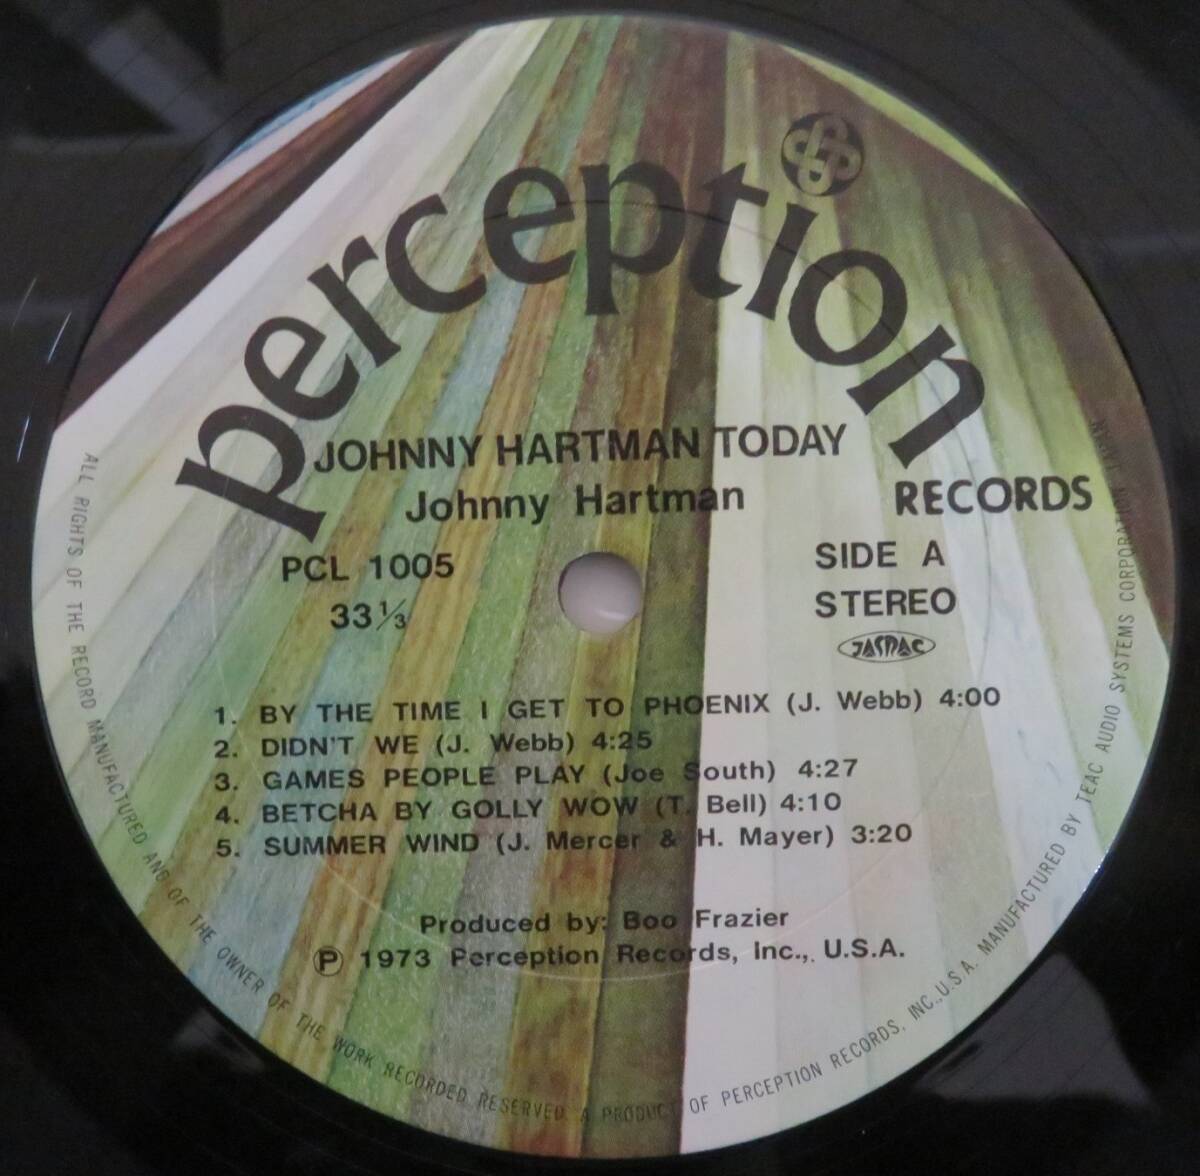 perception
RECORDS
JOHNNY HARTMAN TODAY
Johnny Hartman
PCL 1005
33⅓
SIDE A
STEREO
JASRAC
1. BY THE TIME I GET TO PHOENIX (J. Webb) 4:00
2. DIDN'T WE (J. Webb) 4:25
3. GAMES PEOPLE PLAY (Joe South) 4:27
4. BETCHA BY GOLLY WOW (T. Bell) 4:10
5. SUMMER WIND (J. Mercer & H. Mayer) 3:20
Produced by: Boo Frazier
Ⓟ 1973 Perception Records, Inc., U.S.A.
ALL RIGHTS OF THE RECORD MANUFACTURED AND OF THE OWNER OF THE WORK RECORDED RESERVED A PRODUCT OF PERCEPTION RECORDS, INC., U.S.A. MANUFACTURED BY TEAC AUDIO SYSTEMS CORPORATION JAPAN